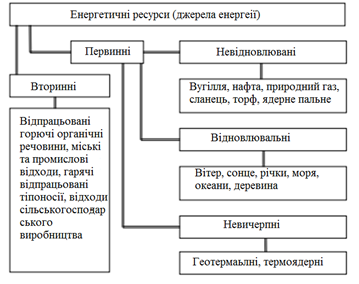 Енергетичні ресурси (джерела енергеії)
Первинні
Невідновлювані
Вторинні
Вугілля, нафта, природний газ,
сланець, торф, ядерне пальне
Відпрацьовані
горючі органічні
речовини, міські
та промислові
відходи, гарячі
відпрацьовані
тіпоносії, відходи
сільськогосподар
ського
виробництва
Відновлювальні
Вітер, сонце, річки, моря,
океани, деревина
Невичерпні
Геотермаьлні, термоядерні